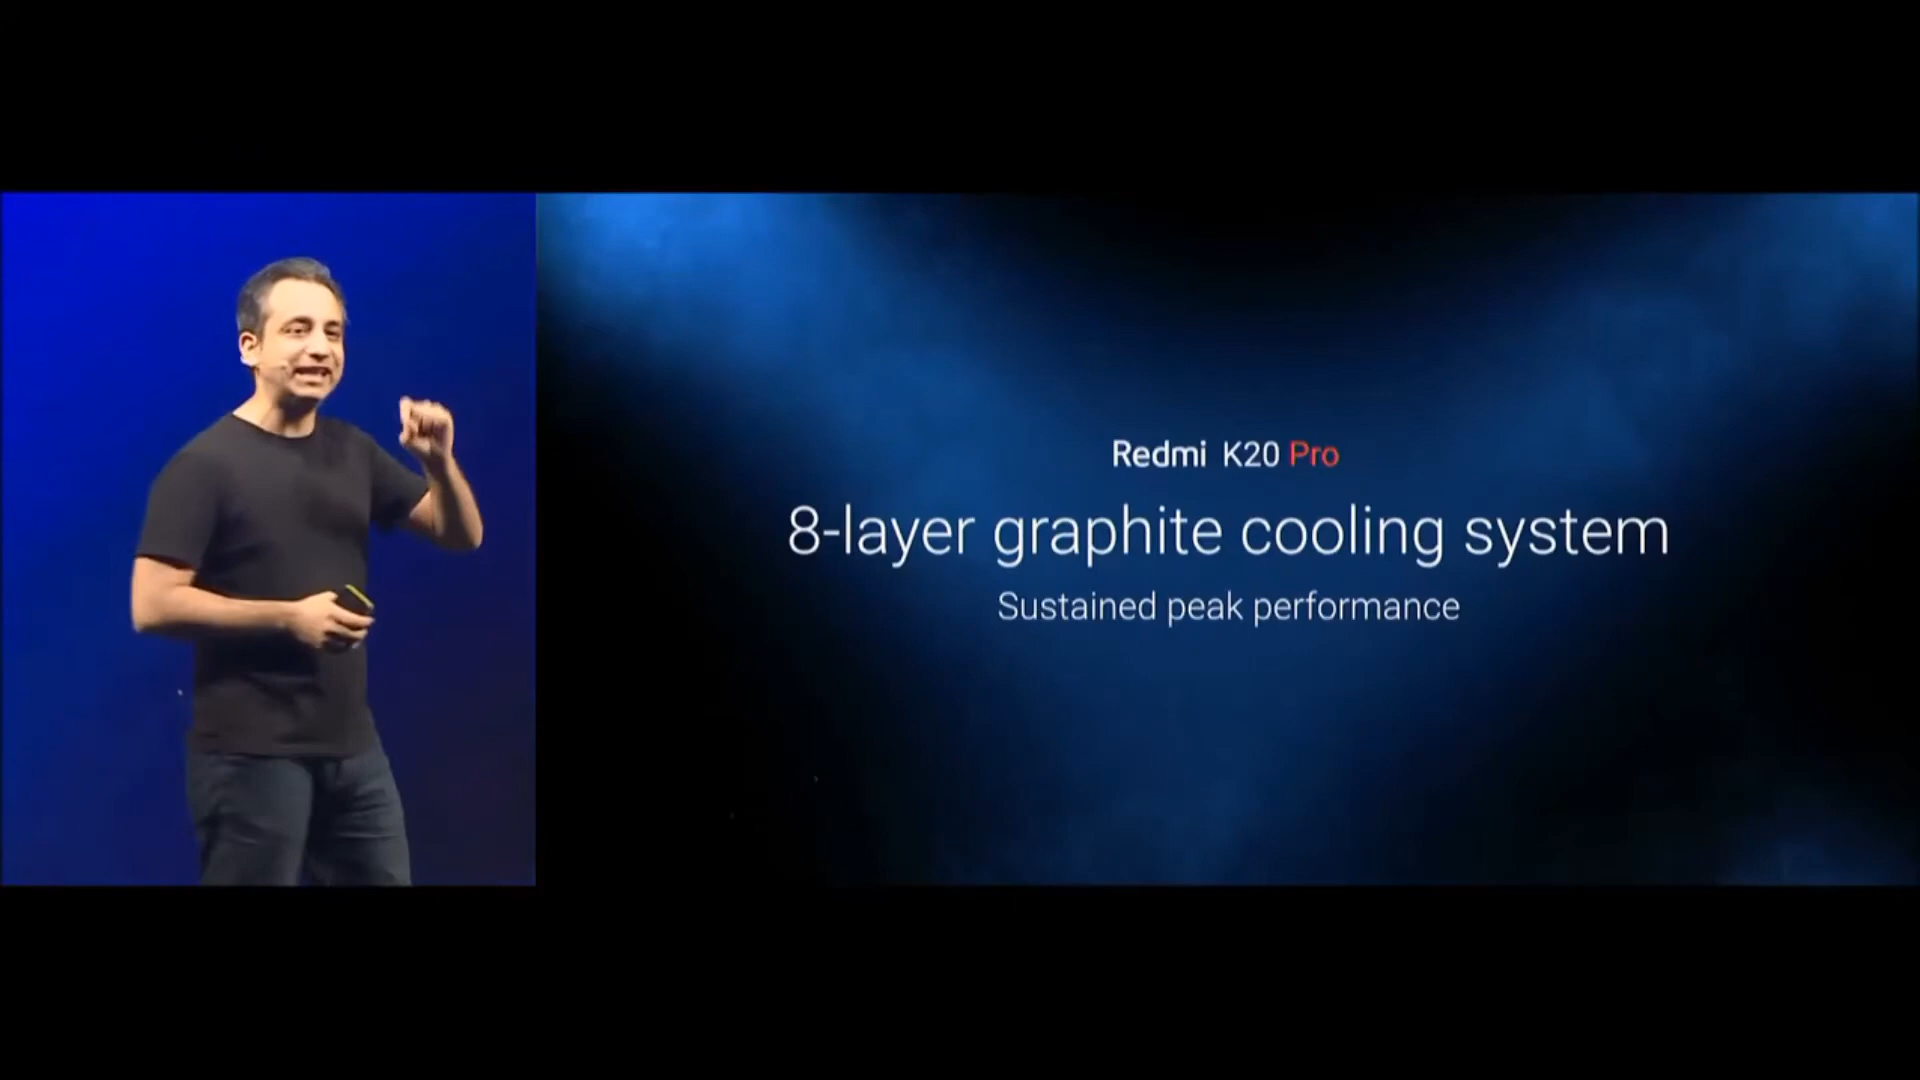 Redmi K20 Pro
8-layer graphite cooling system
Sustained peak performance